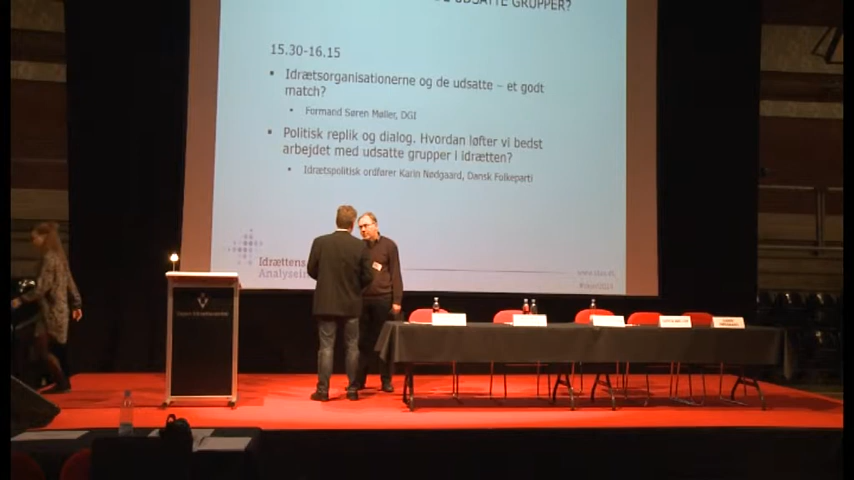 DE UDSATTE GRUPPER?
15.30-16.15
▪ Idrætsorganisationerne og de udsatte – et godt
match?
▪ Formand Søren Møller, DGI
▪ Politisk replik og dialog. Hvordan løfter vi bedst
arbejdet med udsatte grupper i idrætten?
▪ Idrætspolitisk ordfører Karin Nødgaard, Dansk Folkeparti
Idrættens